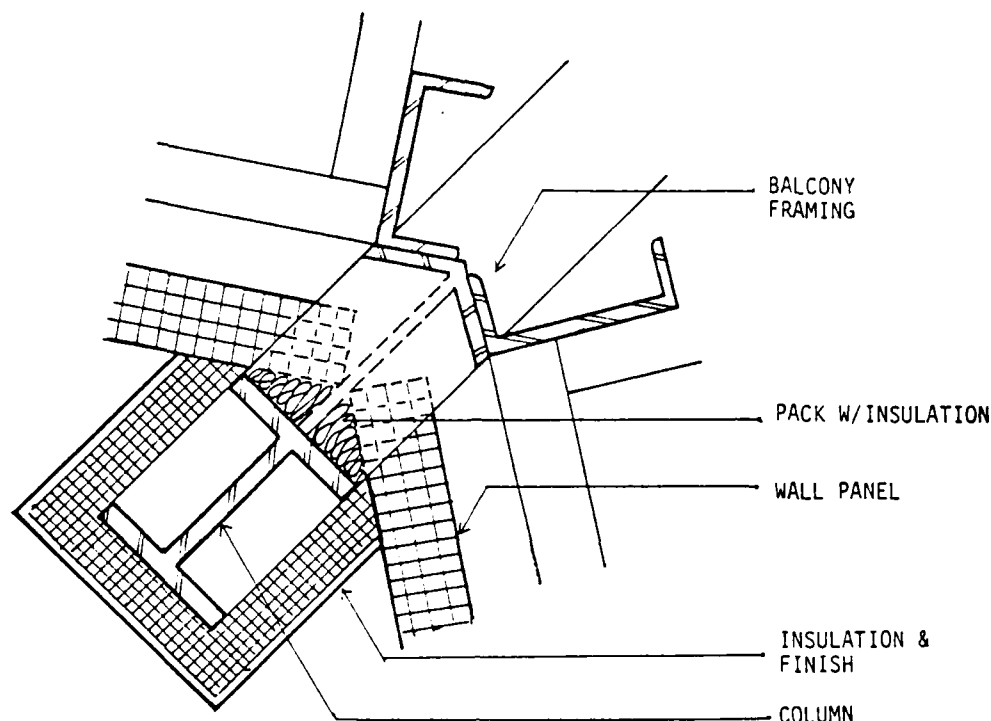 BALCONY
FRAMING
PACK W/INSULATION
WALL PANEL
INSULATION &
FINISH
COLUMN